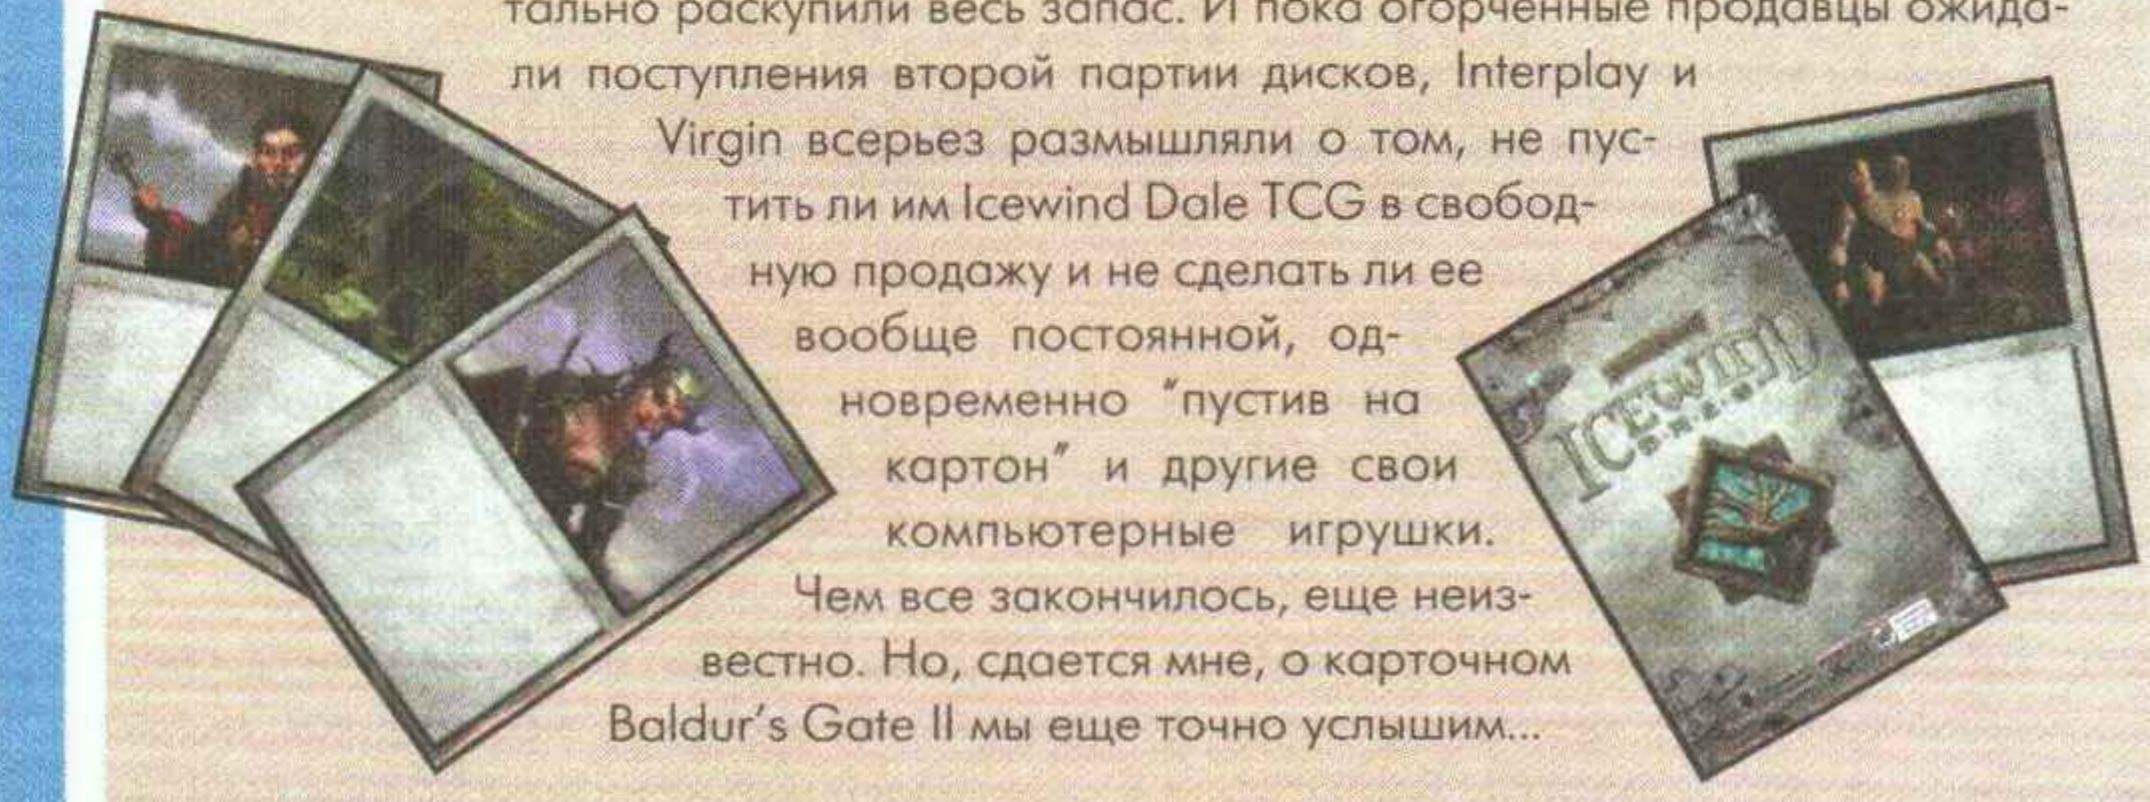 тально раскупили весь запас. И пока огорченные продавцы ожида-
ли поступления второй партии дисков, Interplay и
Virgin всерьез размышляли о том, не пус-
тить ли им Icewind Dale TCG в свобод-
ную продажу и не сделать ли ее
вообще постоянной, од-
новременно "пустив на
картон" и другие свои
компьютерные игрушки.
Чем все закончилось, еще неиз-
вестно. Но, сдается мне, о карточном
Baldur's Gate II мы еще точно услышим...
ICEWIND
DALE